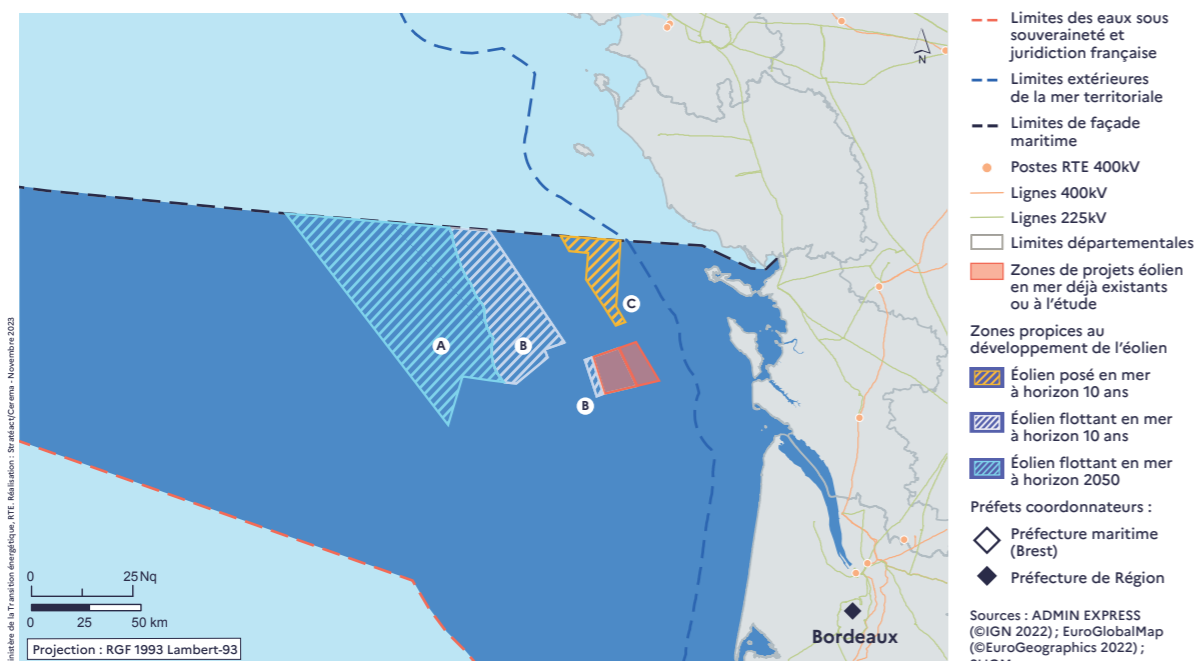 Limites des eaux sous
souveraineté et
juridiction française
Limites extérieures
de la mer territoriale
Limites de façade
maritime
Postes RTE 400kV
Lignes 400kV
Lignes 225kV
Limites départementales
Zones de projets éolien
en mer déjà existants
ou à l'étude
Zones propices au
développement de l'éolien
Éolien posé en mer
à horizon 10 ans
Éolien flottant en mer
à horizon 10 ans
Éolien flottant en mer
à horizon 2050
Préfets coordonnateurs :
Préfecture maritime
(Brest)
Préfecture de Région
Sources : ADMIN EXPRESS
(©IGN 2022) ; EuroGlobalMap
(©EuroGeographics 2022) ;
N
A
B
C
B
Bordeaux
0 25 Nq
0 25 50 km
Projection : RGF 1993 Lambert-93
de la Transition énergétique, RTE. Réalisation : Stratéact/Cerema - Novembre 2023